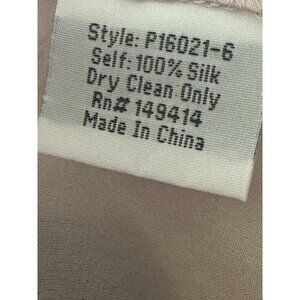 Style: P16021-6
Self: 100% Silk
Dry Clean Only
Rn# 149414
Made In China